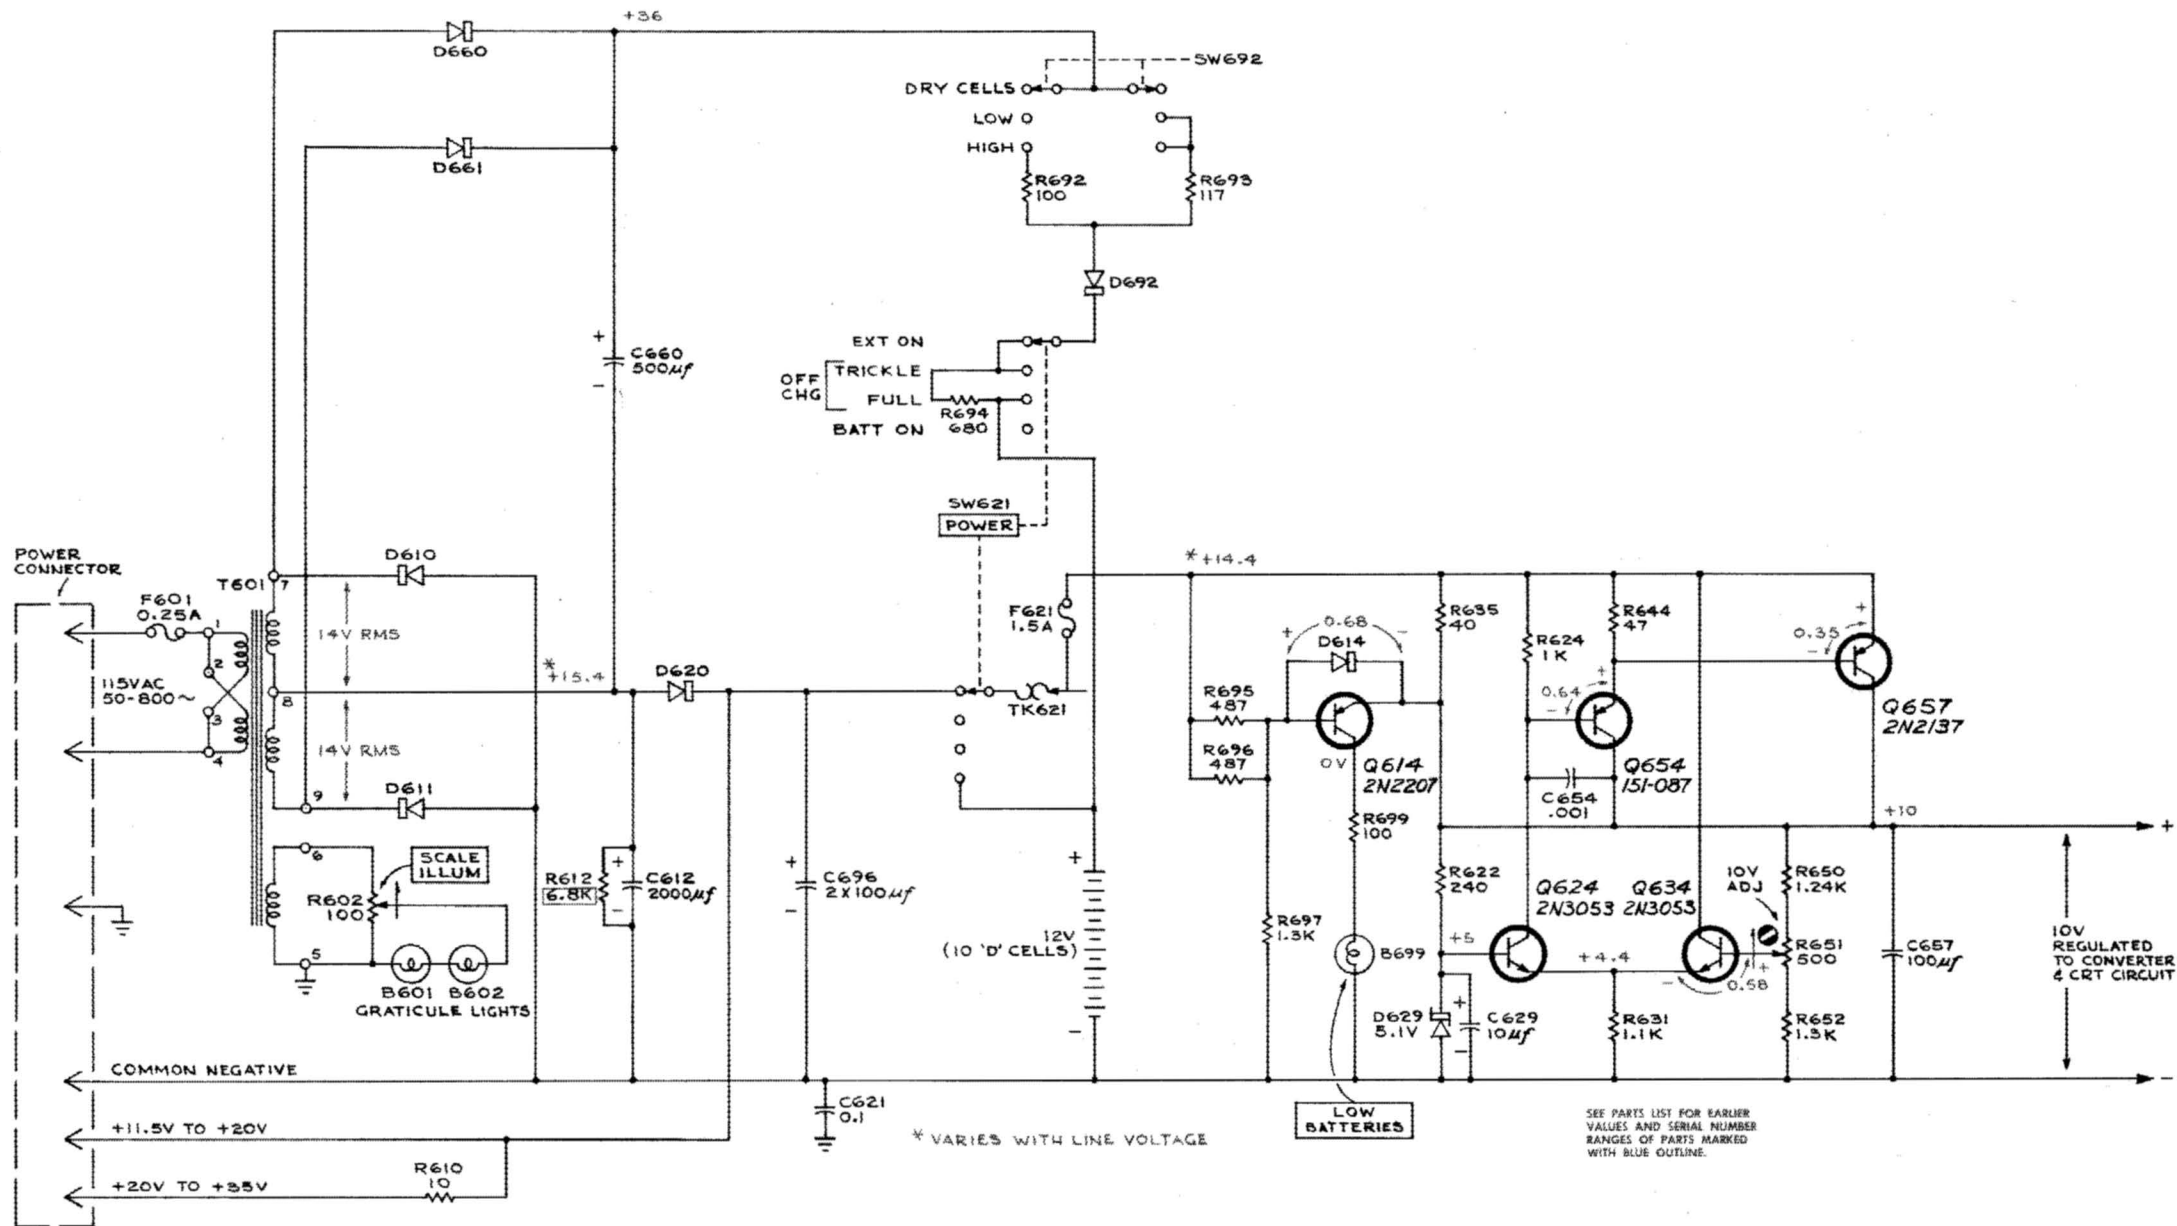 +36
D660
SW692
DRY CELLS
LOW
HIGH
D661
R692
100
R693
117
D692
EXT ON
+
C660
500µf
−
OFF
CHG
TRICKLE
FULL
R694
680
BATT ON
SW621
POWER
POWER
CONNECTOR
D610
T601
7
F601
0.25A
1
14V RMS
2
115VAC
50-800~
3
4
*
+15.4
8
D620
14V RMS
D611
9
TK621
F621
1.5A
*+14.4
+ 0.68 −
D614
R695
487
R696
487
0V
Q614
2N2207
R635
40
R624
1K
R644
47
0.64
+
−
0.35
+
−
Q657
2N2137
Q654
151-087
C654
.001
+10
+
R699
100
6
SCALE
ILLUM
R602
100
5
B601 B602
GRATICULE LIGHTS
R612
6.8K
+
C612
2000µf
−
+
C696
2X100µf
−
+
12V
(10 'D' CELLS)
−
R697
1.3K
B699
R622
240
Q624
2N3053
Q634
2N3053
10V
ADJ
R650
1.24K
+5
+4.4
+
−
0.58
R651
500
C657
100µf
10V
REGULATED
TO CONVERTER
& CRT CIRCUIT
D629
5.1V
+
C629
10µf
−
R631
1.1K
R652
1.3K
COMMON NEGATIVE
−
C621
0.1
LOW
BATTERIES
+11.5V TO +20V
* VARIES WITH LINE VOLTAGE
SEE PARTS LIST FOR EARLIER
VALUES AND SERIAL NUMBER
RANGES OF PARTS MARKED
WITH BLUE OUTLINE.
R610
10
+20V TO +35V